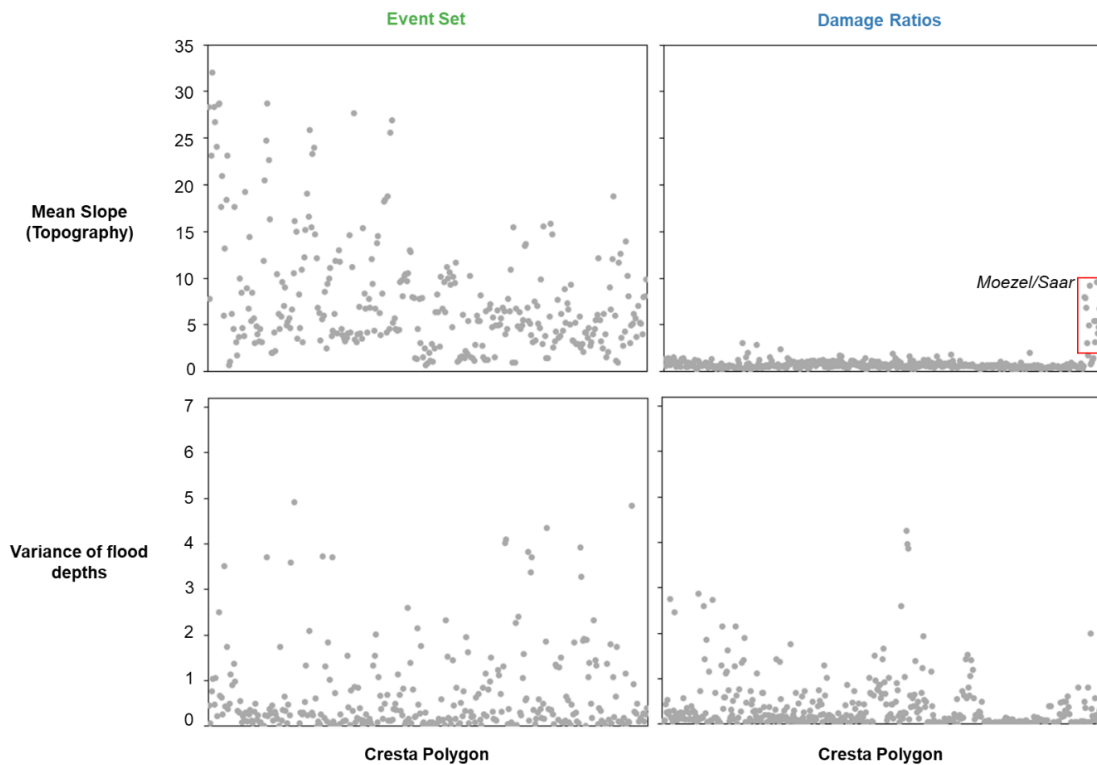 Event Set
Damage Ratios
35
30
25
20
15
10
5
0
Mean Slope
(Topography)
Moezel/Saar
7
6
5
4
3
2
1
0
Variance of flood
depths
Cresta Polygon
Cresta Polygon